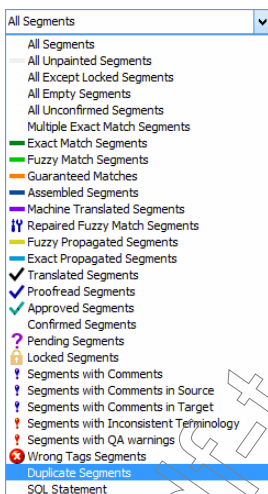 All Segments
All Segments
All Unpainted Segments
All Except Locked Segments
All Empty Segments
All Unconfirmed Segments
Multiple Exact Match Segments
Exact Match Segments
Fuzzy Match Segments
Guaranteed Matches
Assembled Segments
Machine Translated Segments
Repaired Fuzzy Match Segments
Fuzzy Propagated Segments
Exact Propagated Segments
Translated Segments
Proofread Segments
Approved Segments
Confirmed Segments
Pending Segments
Locked Segments
Segments with Comments
Segments with Comments in Source
Segments with Comments in Target
Segments with Inconsistent Terminology
Segments with QA warnings
Wrong Tags Segments
Duplicate Segments
SQL Statement